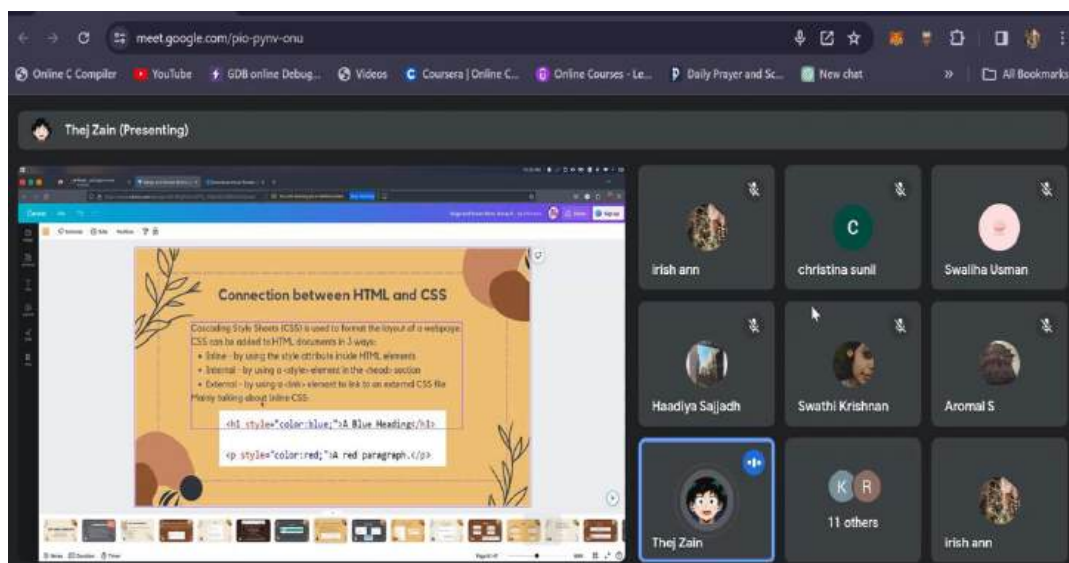 meet.google.com/pio-pynv-onu
Online C Compiler YouTube GDB online Debug... Videos Coursera | Online C... Online Courses - Le... Daily Prayer and Sc... New chat » All Bookmarks
Thej Zain (Presenting)
Connection between HTML and CSS
Cascading Style Sheets (CSS) is used to format the layout of a webpage.
CSS can be added to HTML documents in 3 ways:
• Inline - by using the style attribute inside HTML elements
• Internal - by using a <style> element in the <head> section
• External - by using a <link> element to link to an external CSS file
Mainy talking about Inline CSS:
<h1 style="color:blue;">A Blue Heading</h1>
<p style="color:red;">A red paragraph.</p>
irish ann
C
christina sunil
Swaliha Usman
Haadiya Sajjadh
Swathi Krishnan
Aromal S
Thej Zain
K R
11 others
irish ann